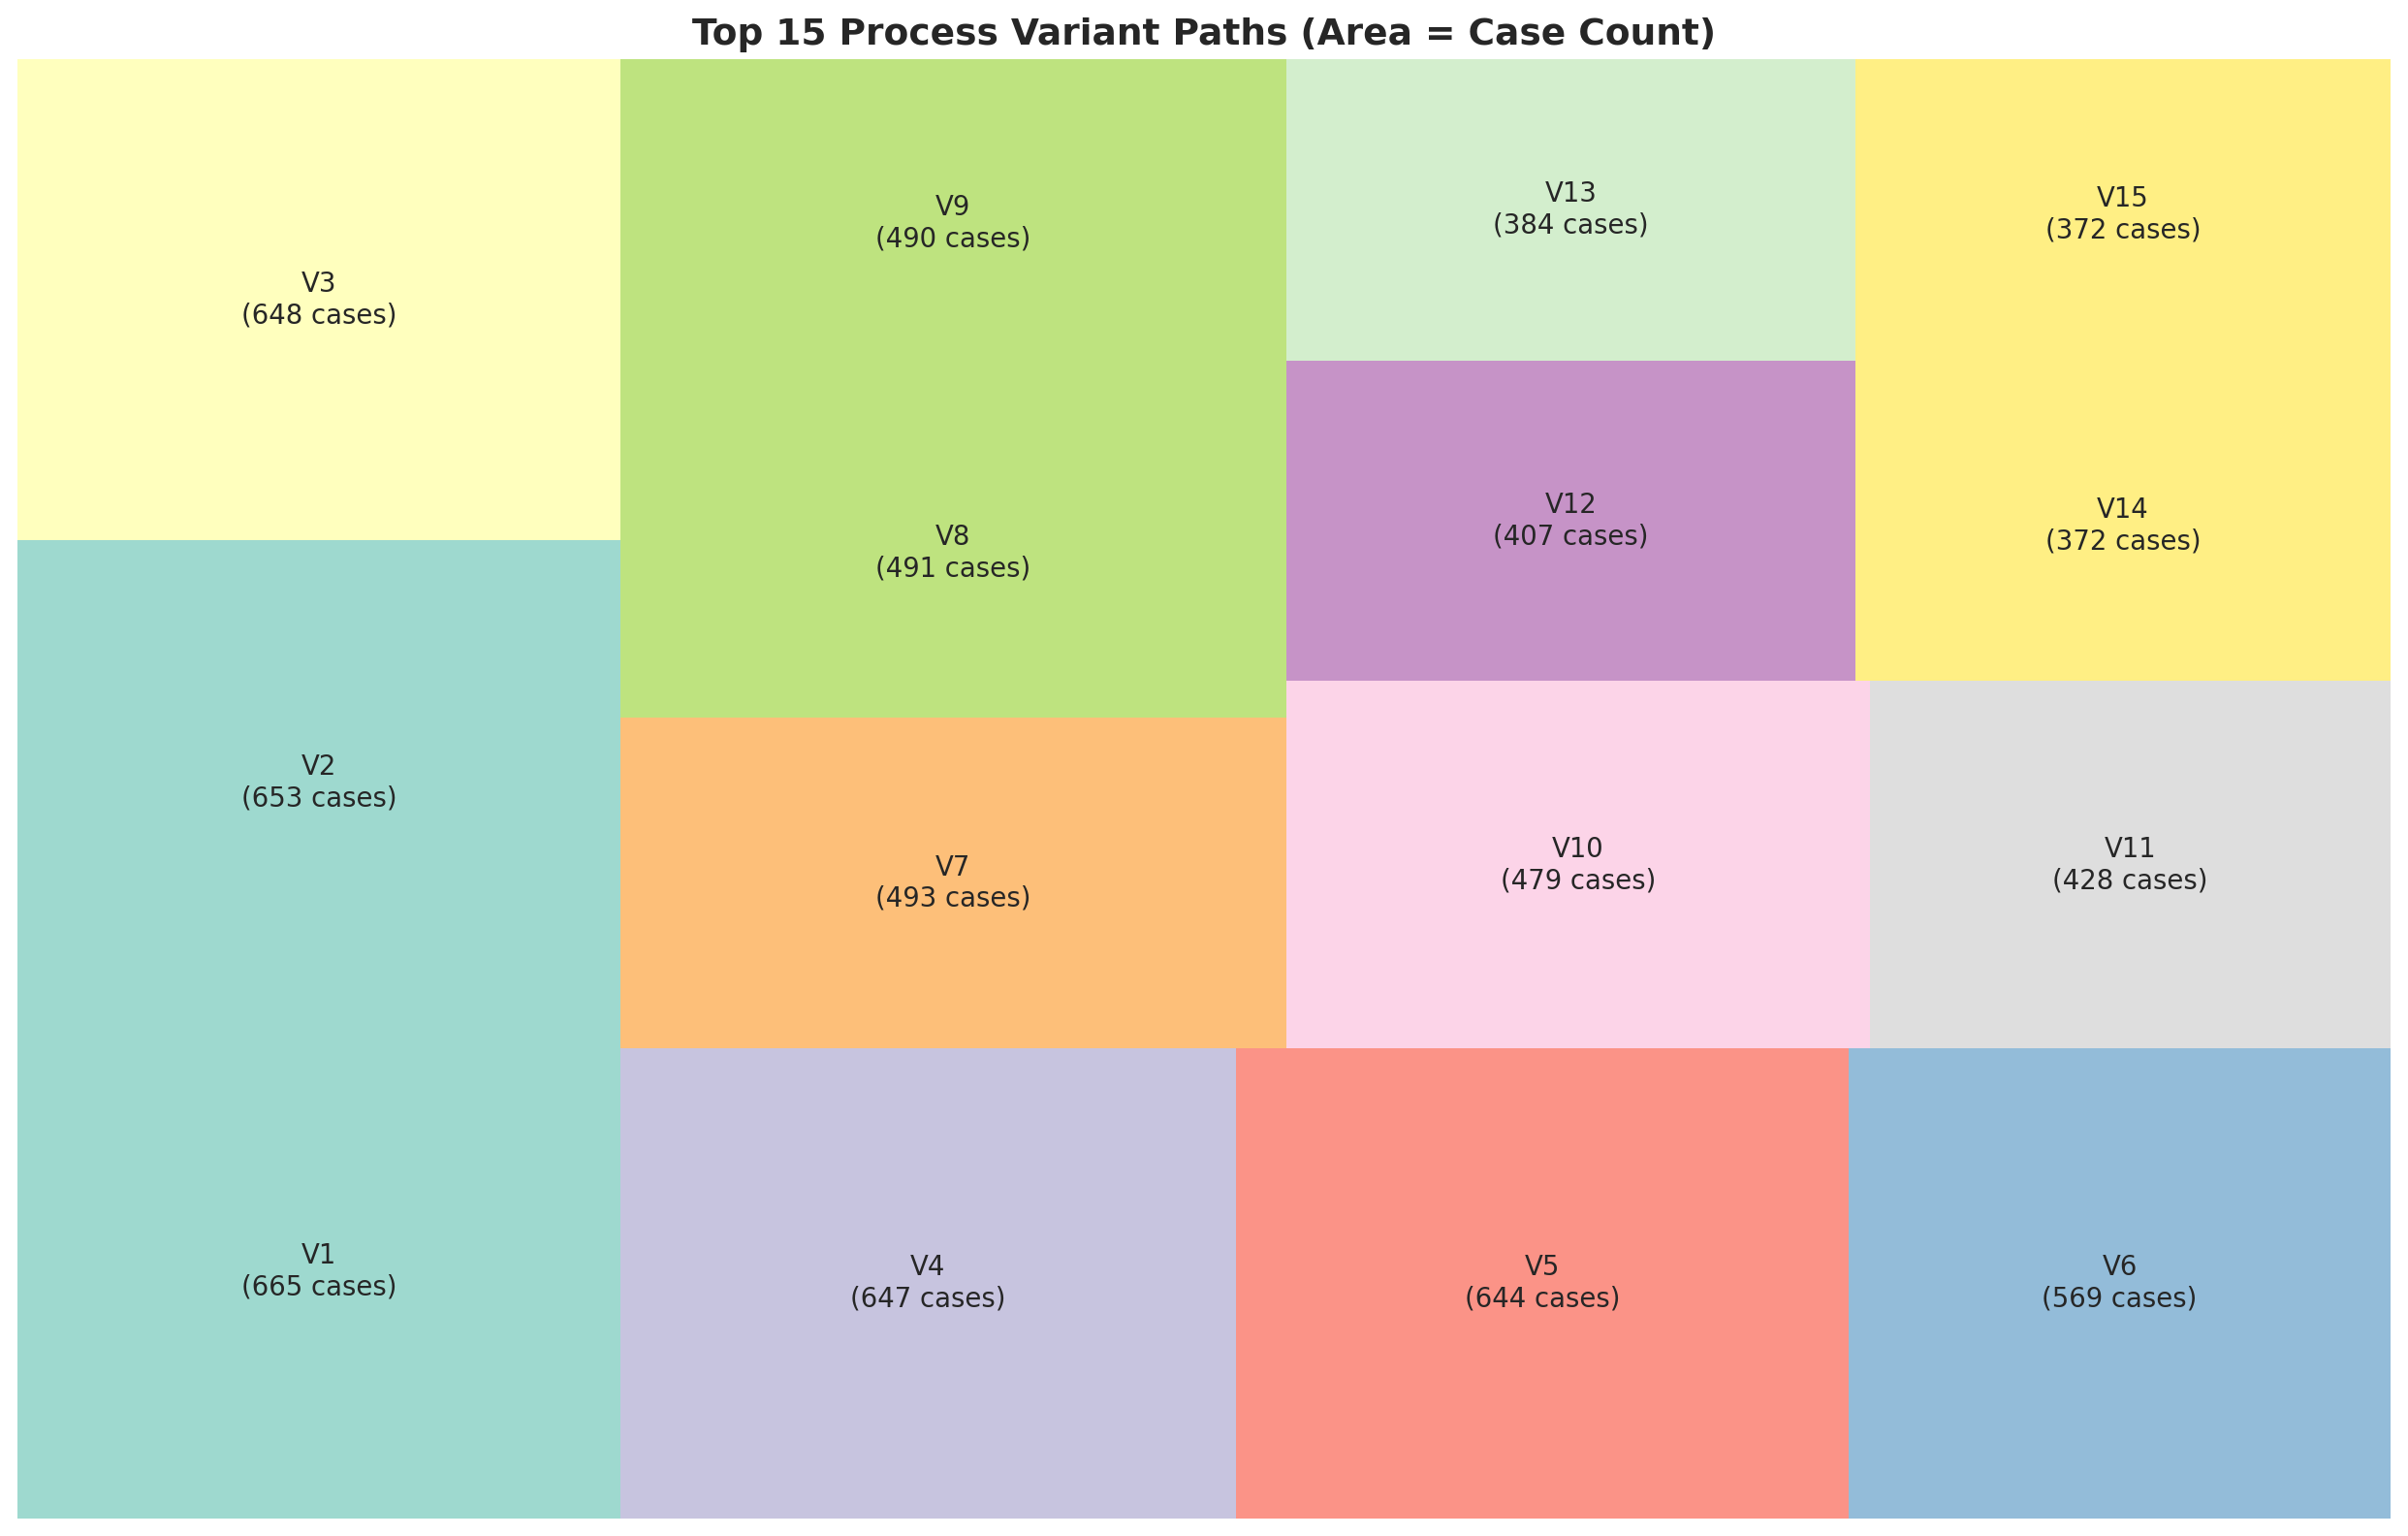 Top 15 Process Variant Paths (Area = Case Count)
V3
(648 cases)
V9
(490 cases)
V13
(384 cases)
V15
(372 cases)
V8
(491 cases)
V12
(407 cases)
V14
(372 cases)
V2
(653 cases)
V7
(493 cases)
V10
(479 cases)
V11
(428 cases)
V1
(665 cases)
V4
(647 cases)
V5
(644 cases)
V6
(569 cases)